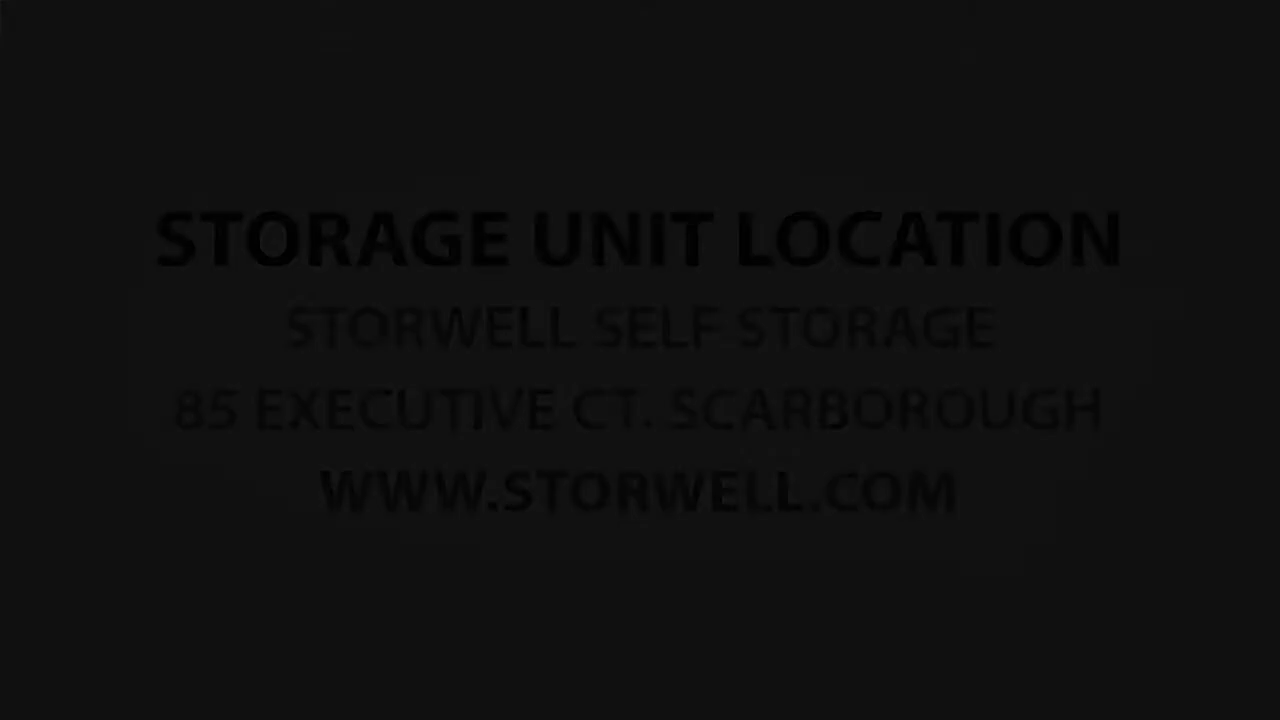 STORAGE UNIT LOCATION
STORWELL SELF STORAGE
85 EXECUTIVE CT. SCARBOROUGH
WWW.STORWELL.COM